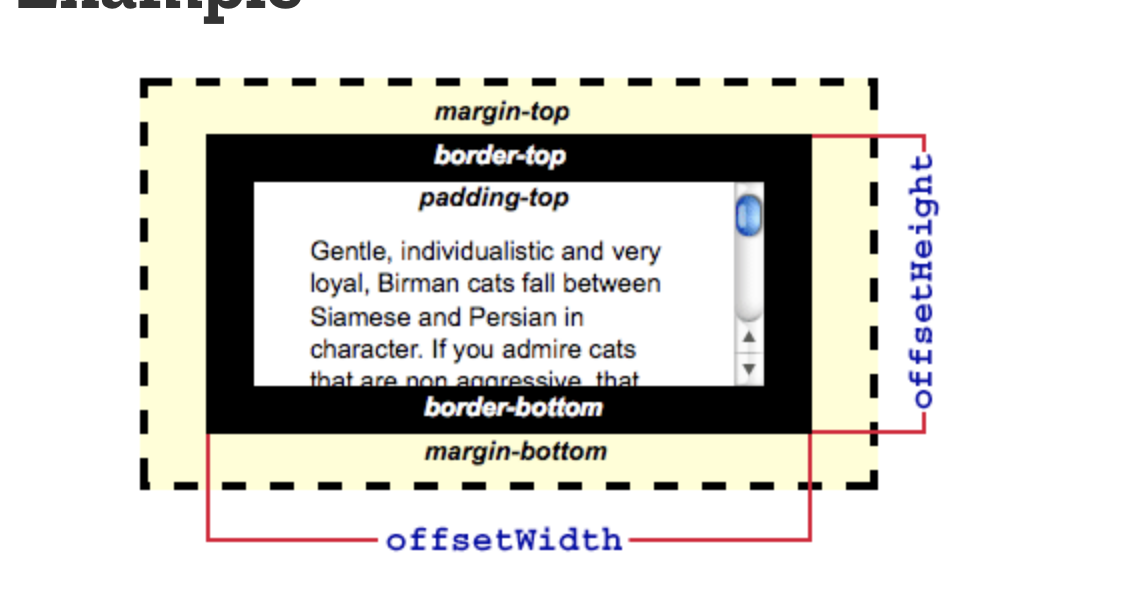 Example
margin-top
border-top
padding-top
Gentle, individualistic and very
loyal, Birman cats fall between
Siamese and Persian in
character. If you admire cats
that are non aggressive, that
border-bottom
margin-bottom
offsetHeight
offsetWidth